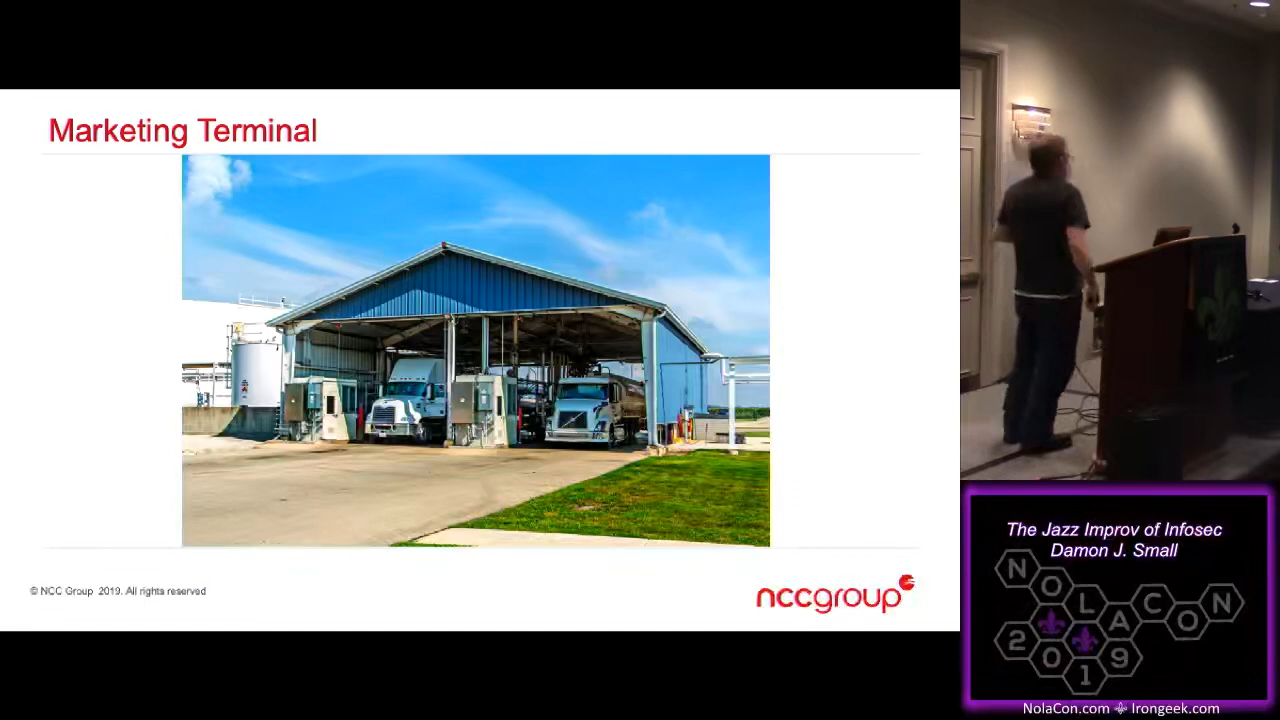 Marketing Terminal
© NCC Group 2019. All rights reserved
nccgroup
The Jazz Improv of Infosec
Damon J. Small
NOLACON
2019
NolaCon.com Irongeek.com